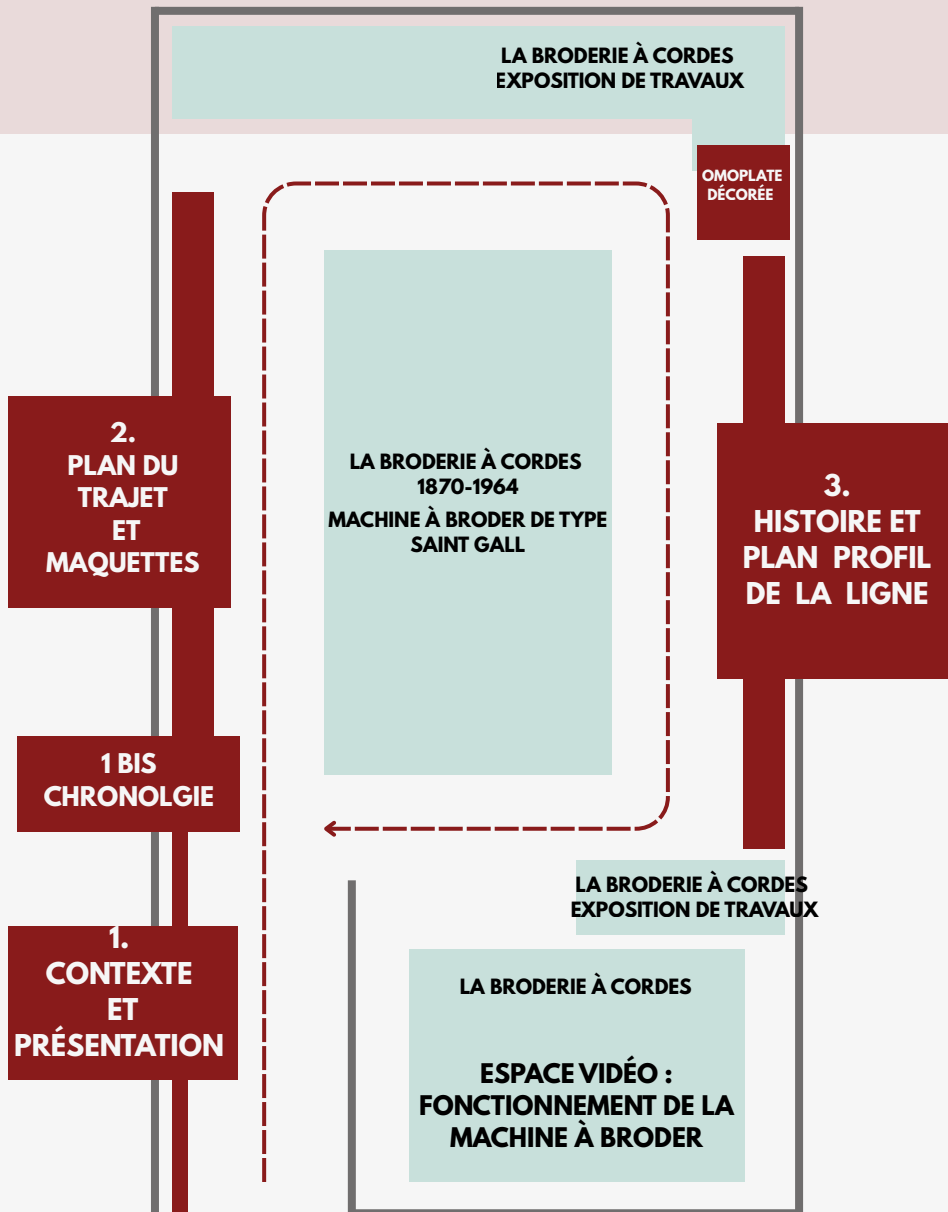 LA BRODERIE À CORDES
EXPOSITION DE TRAVAUX
OMOPLATE
DÉCORÉE
2.
PLAN DU
TRAJET
ET
MAQUETTES
LA BRODERIE À CORDES
1870-1964
MACHINE À BRODER DE TYPE
SAINT GALL
3.
HISTOIRE ET
PLAN PROFIL
DE LA LIGNE
1 BIS
CHRONOLGIE
1.
CONTEXTE
ET
PRÉSENTATION
LA BRODERIE À CORDES
EXPOSITION DE TRAVAUX
LA BRODERIE À CORDES
ESPACE VIDÉO :
FONCTIONNEMENT DE LA
MACHINE À BRODER